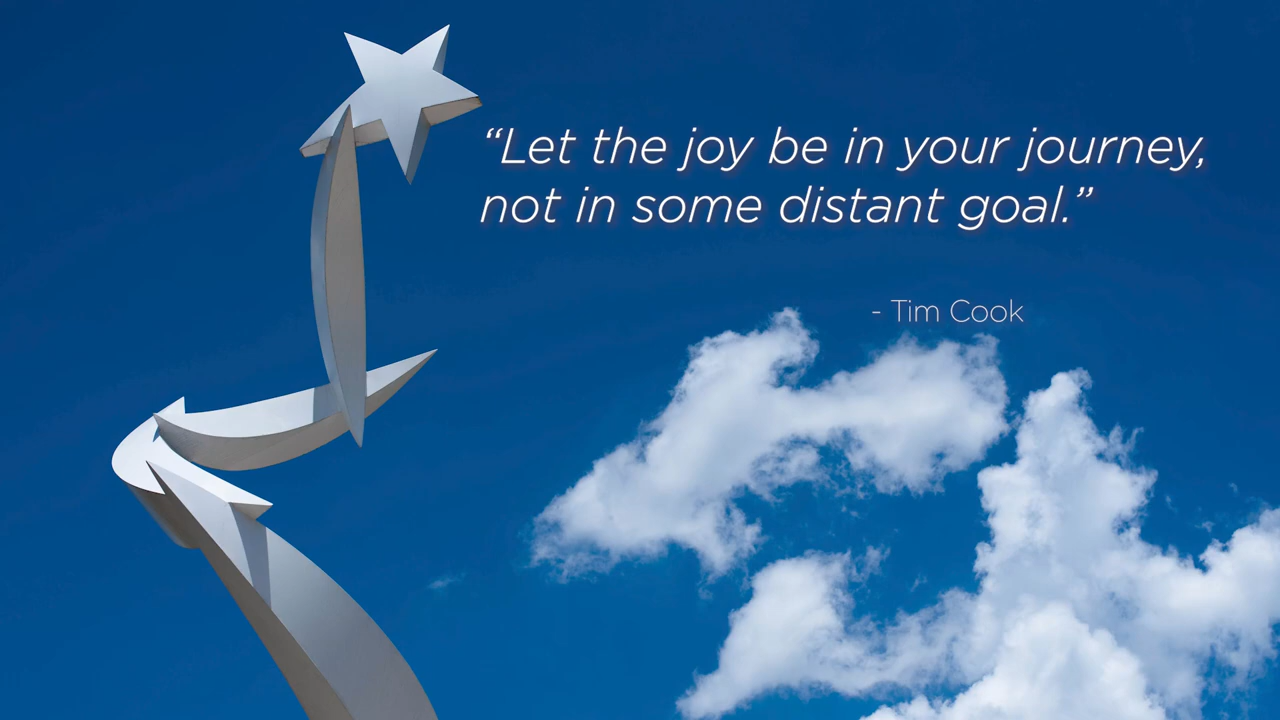 “Let the joy be in your journey,
not in some distant goal.”
- Tim Cook